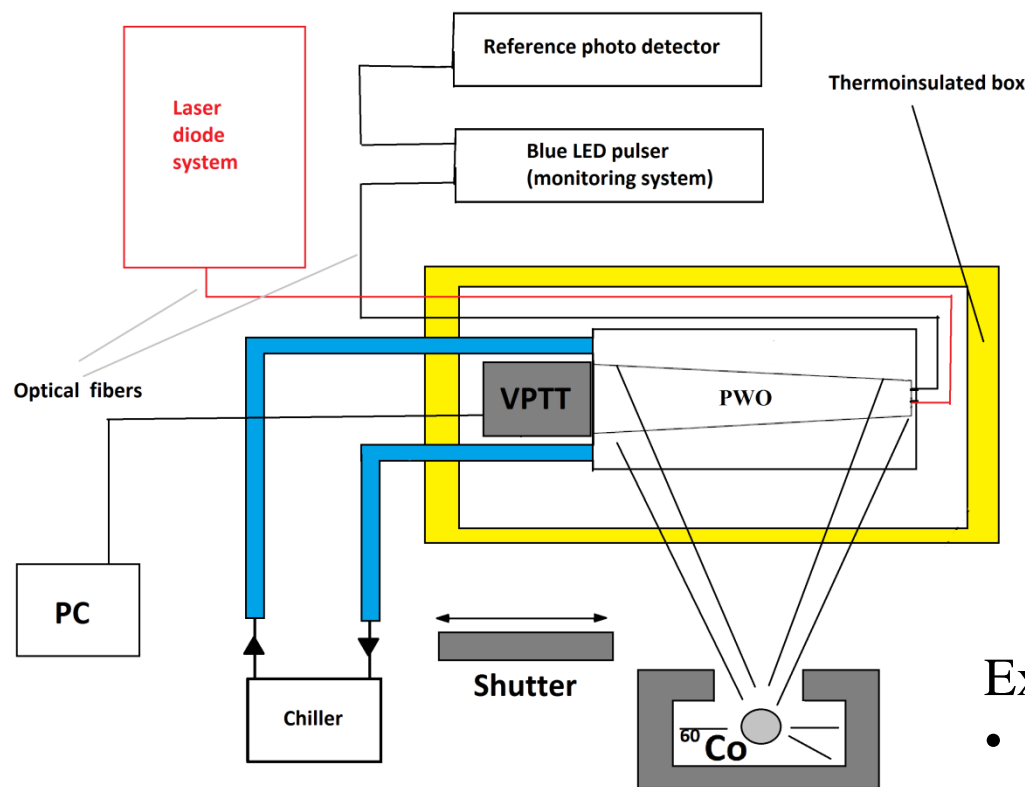 Reference photo detector
Thermoinsulated box
Laser
diode
system
Blue LED pulser
(monitoring system)
Optical fibers
VPTT
PWO
PC
Shutter
Chiller
60Co
Ex
•